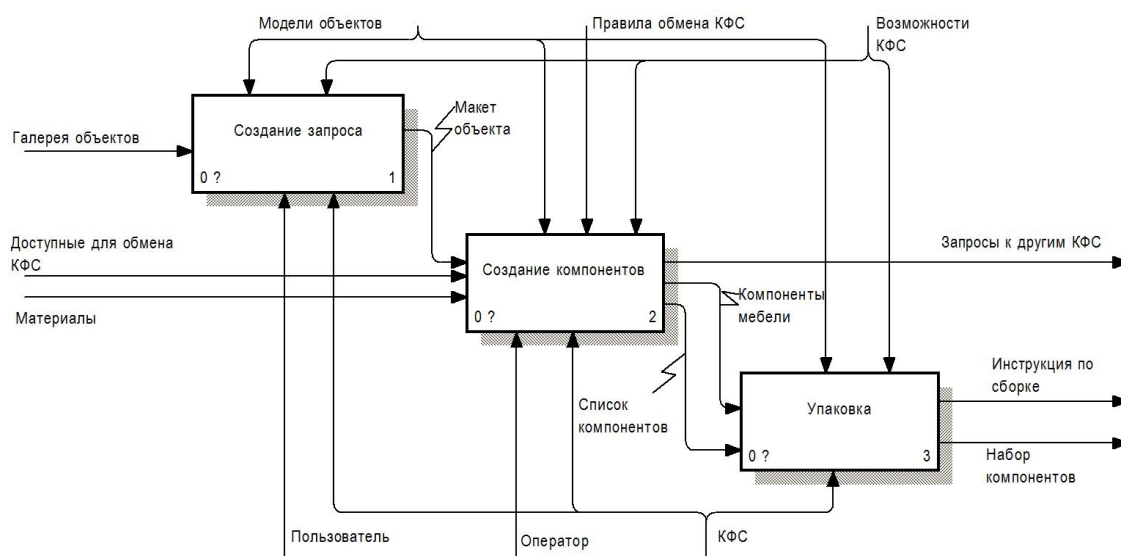 Модели объектов
Правила обмена КФС
Возможности
КФС
Макет
объекта
Создание запроса
Галерея объектов
0 ?
1
Доступные для обмена
КФС
Запросы к другим КФС
Создание компонентов
Материалы
0 ?
2
Компоненты
мебели
Инструкция по
сборке
Список
компонентов
Упаковка
0 ?
3
Набор
компонентов
Пользователь
Оператор
КФС